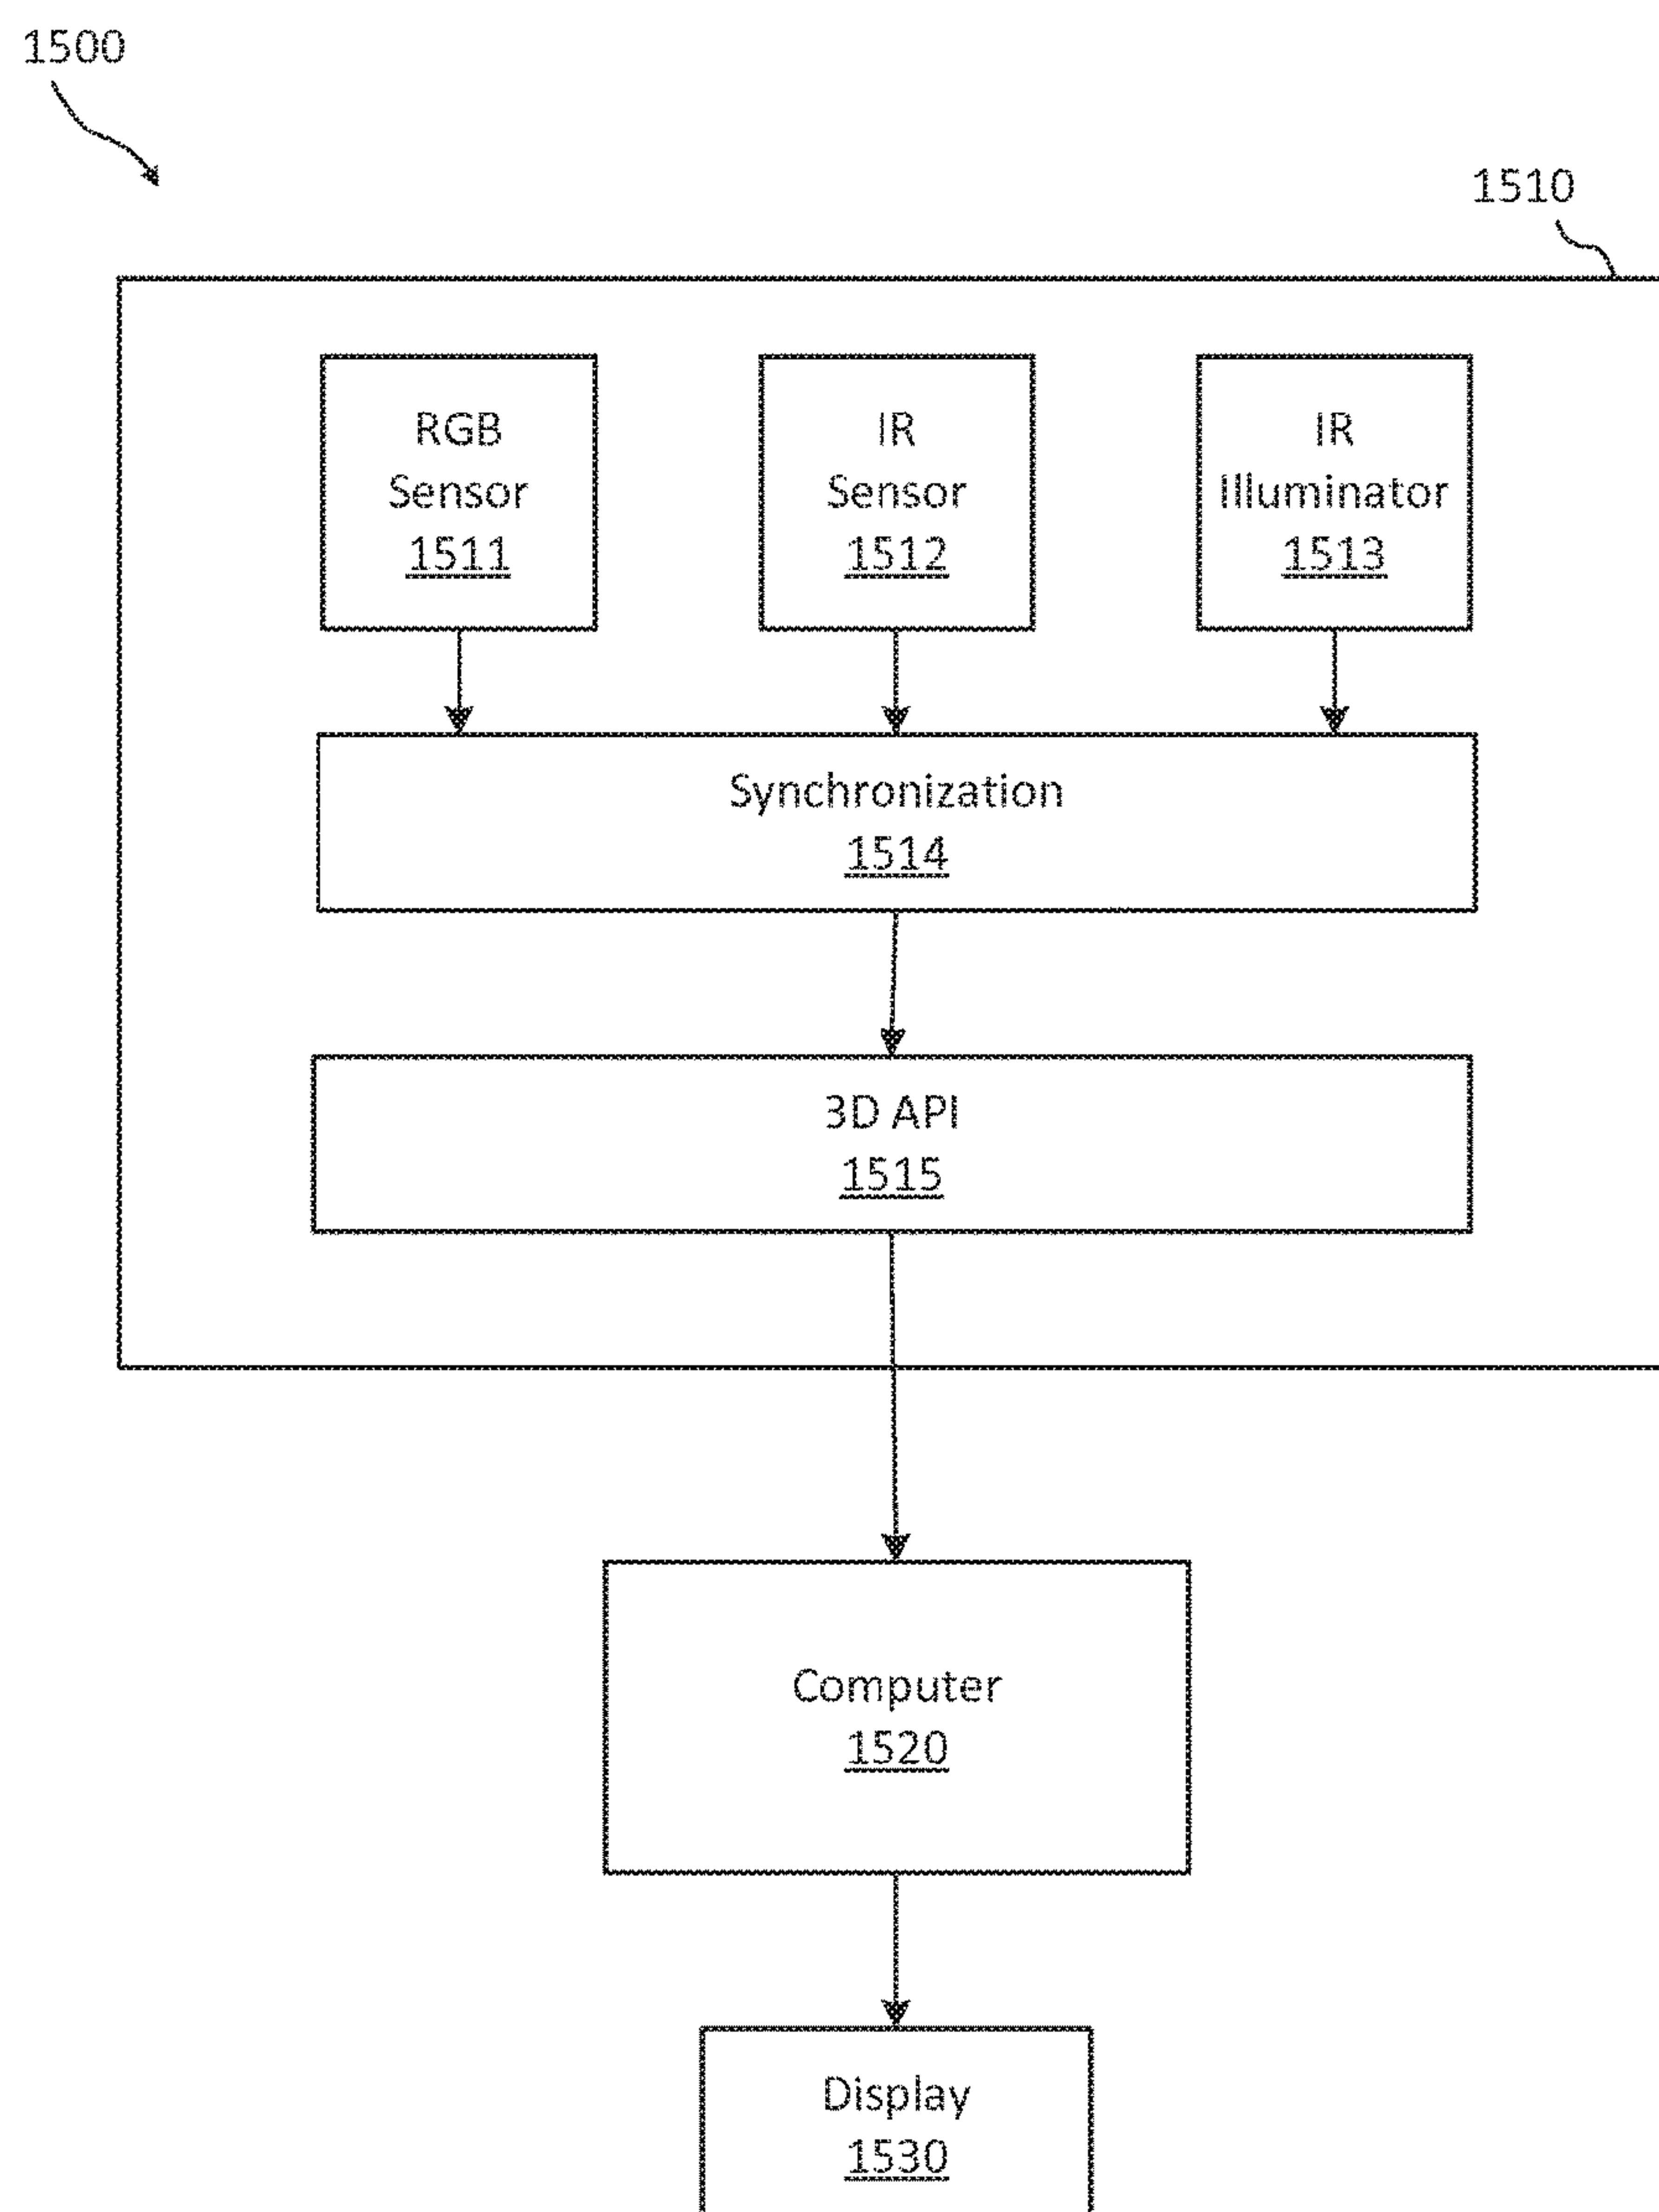 1500
1510
RGB
Sensor
1511
IR
Sensor
1512
IR
Illuminator
1513
Synchronization
1514
3D API
1515
Computer
1520
Display
1530